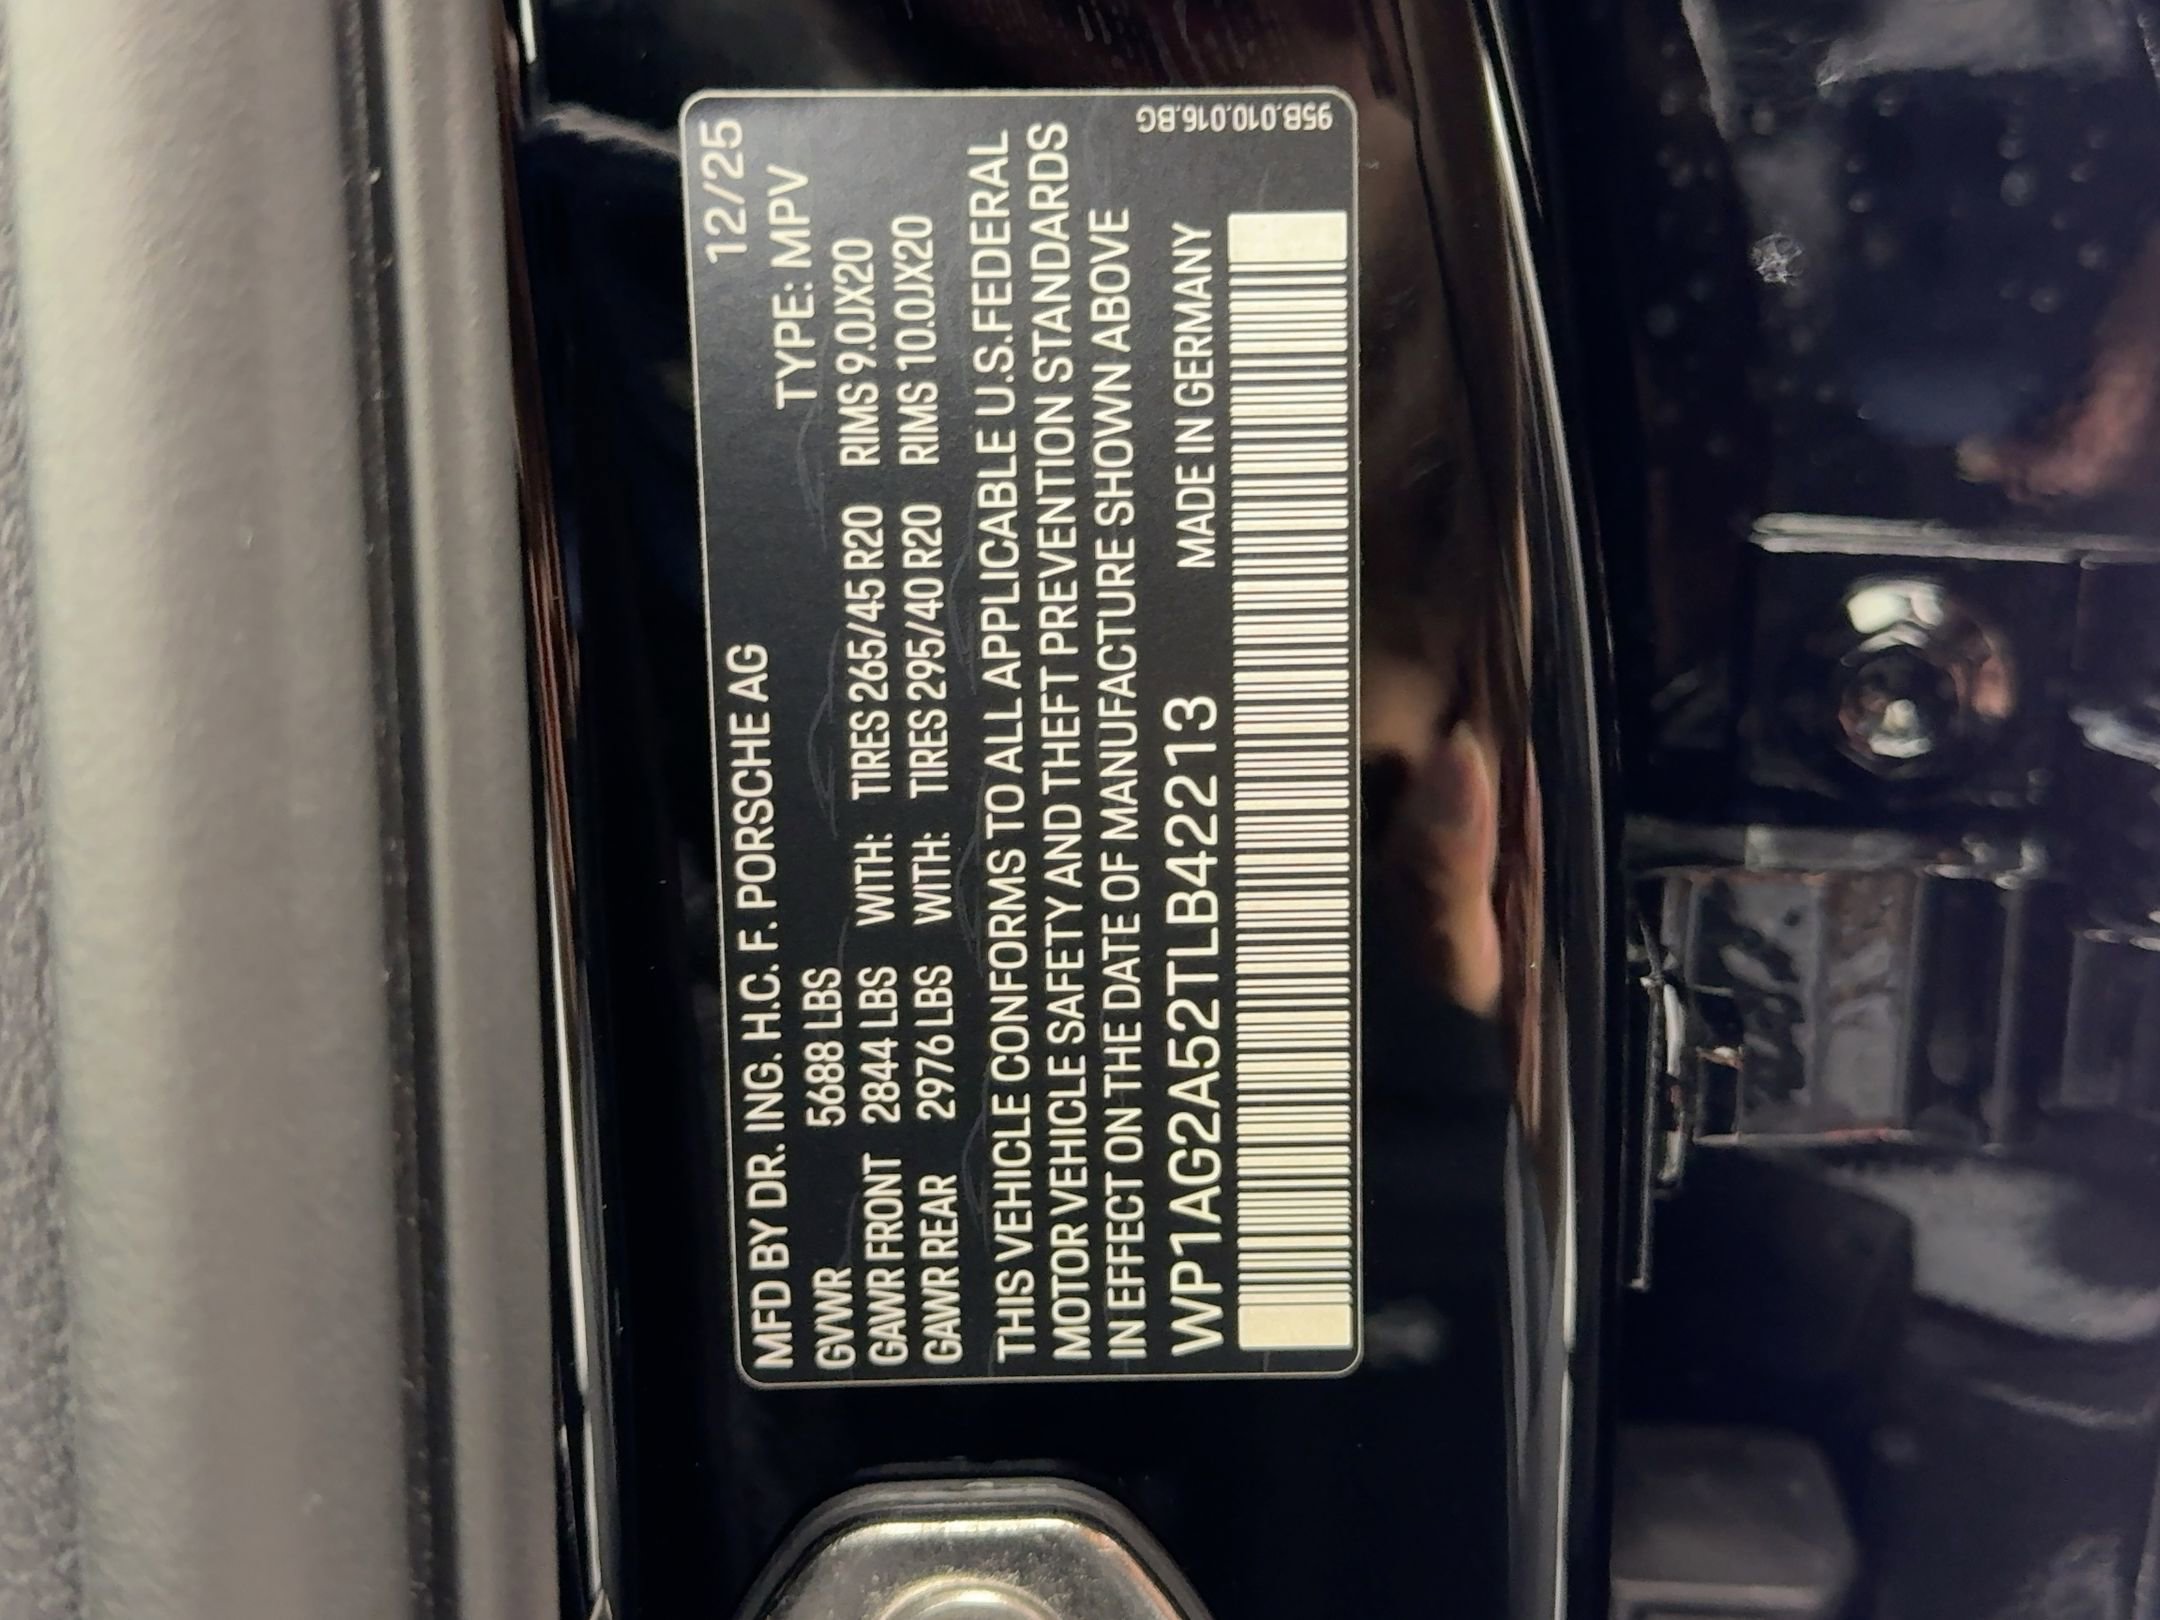 12/25
MFD BY DR. ING. H.C. F. PORSCHE AG
TYPE: MPV
GVWR 5688 LBS
GAWR FRONT 2844 LBS WITH: TIRES 265/45 R20 RIMS 9.0JX20
GAWR REAR 2976 LBS WITH: TIRES 295/40 R20 RIMS 10.0JX20
THIS VEHICLE CONFORMS TO ALL APPLICABLE U.S. FEDERAL
MOTOR VEHICLE SAFETY AND THEFT PREVENTION STANDARDS
IN EFFECT ON THE DATE OF MANUFACTURE SHOWN ABOVE
WP1AG2A52TLB42213 MADE IN GERMANY
95B.010.016.BG